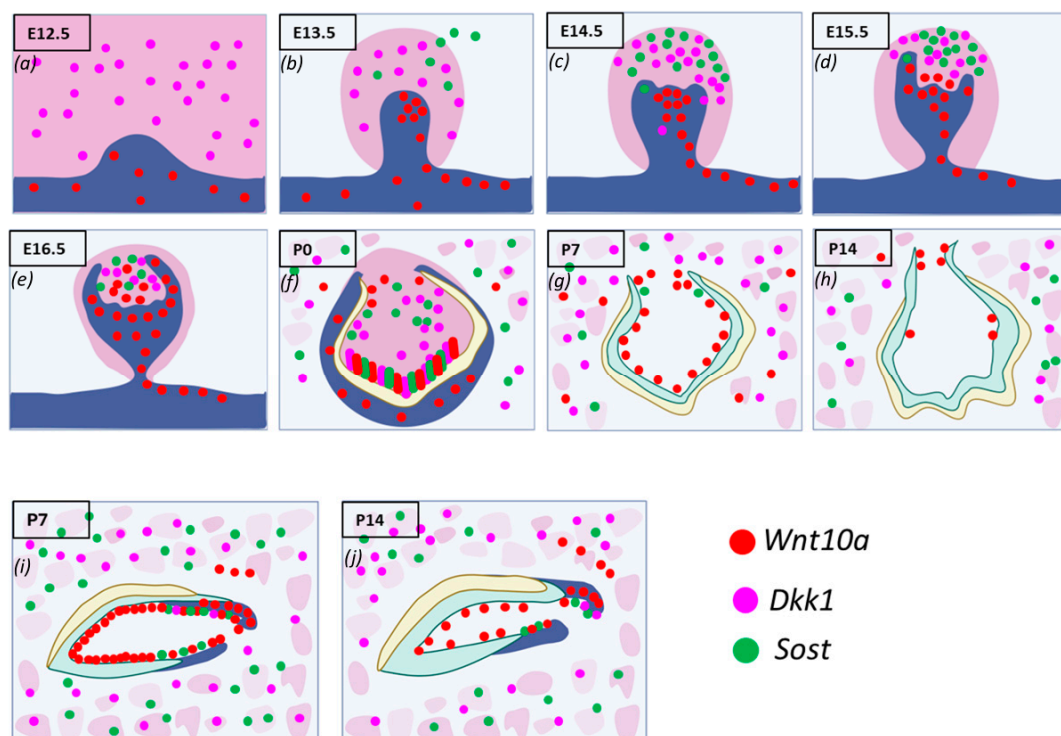 E12.5
(a)
E13.5
(b)
E14.5
(c)
E15.5
(d)
E16.5
(e)
P0
(f)
P7
(g)
P14
(h)
P7
(i)
P14
(j)
Wnt10a
Dkk1
Sost